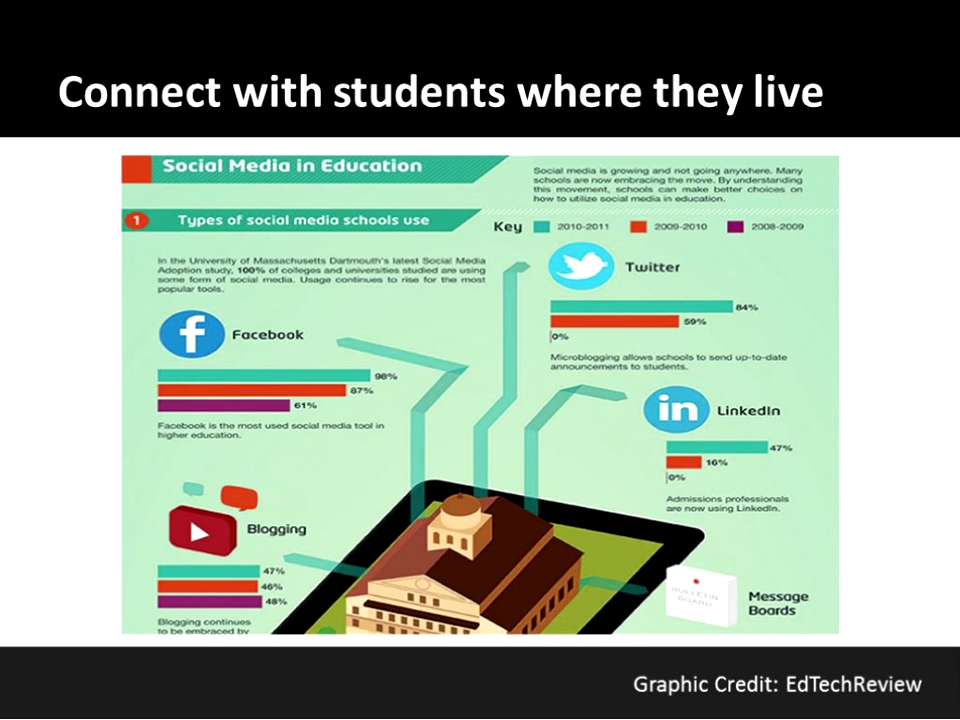 Connect with students where they live
Social Media in Education
Social media is growing and not going anywhere. Many
schools are now embracing the move. By understanding
this movement, schools can make better choices on
how to utilize social media in education.
1 Types of social media schools use
Key 2010-2011 2009-2010 2008-2009
In the University of Massachusetts Dartmouth's latest Social Media
Adoption study, 100% of colleges and universities studied are using
some form of social media. Usage continues to rise for the most
popular tools.
Twitter
84%
59%
0%
Microblogging allows schools to send up-to-date
announcements to students.
f Facebook
98%
87%
61%
Facebook is the most used social media tool in
higher education.
in LinkedIn
47%
16%
0%
Admissions professionals
are now using LinkedIn.
Blogging
47%
46%
48%
Blogging continues
to be embraced by
BULLETIN
BOARD
Message
Boards
Graphic Credit: EdTechReview